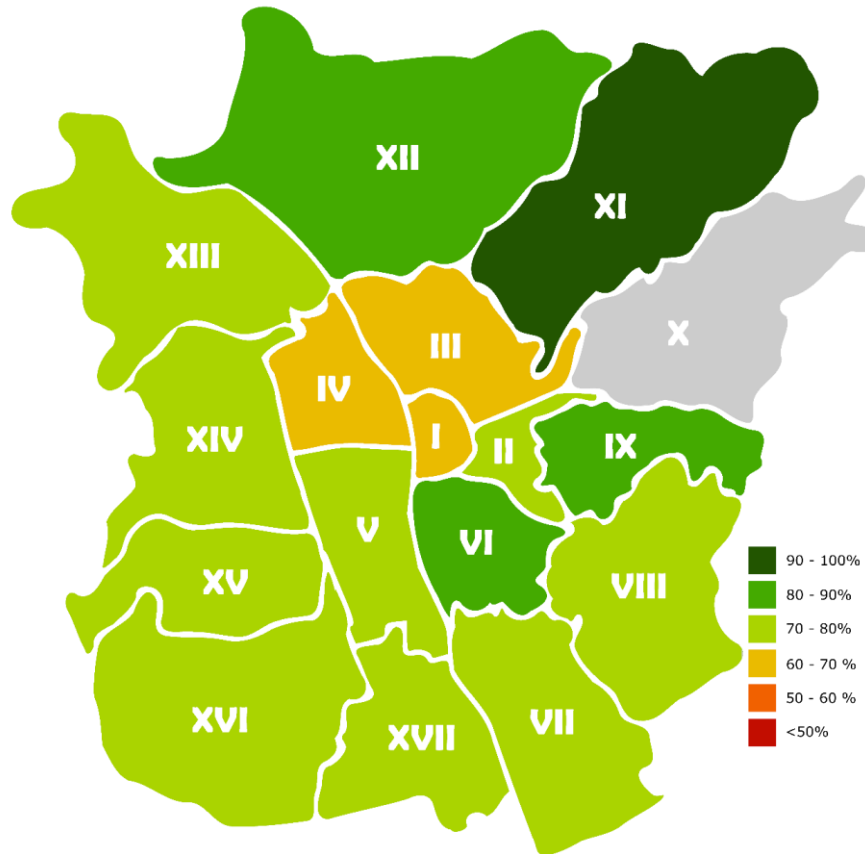 XII
XI
XIII
X
III
IV
I
XIV
II
IX
V
VI
XV
VIII
XVI
XVII
VII
90 - 100%
80 - 90%
70 - 80%
60 - 70 %
50 - 60 %
<50%